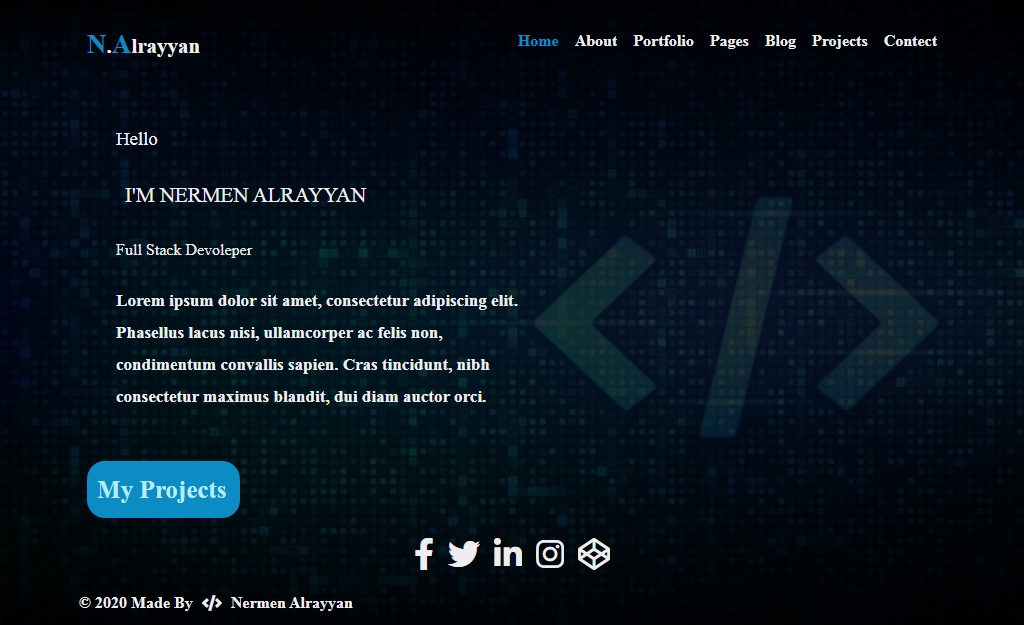 N.Alrayyan
Home About Portfolio Pages Blog Projects Contact
Hello
I'M NERMEN ALRAYYAN
Full Stack Devoleper
Lorem ipsum dolor sit amet, consectetur adipiscing elit.
Phasellus lacus nisi, ullamcorper ac felis non,
condimentum convallis sapien. Cras tincidunt, nibh
consectetur maximus blandit, dui diam auctor orci.
My Projects
© 2020 Made By </> Nermen Alrayyan